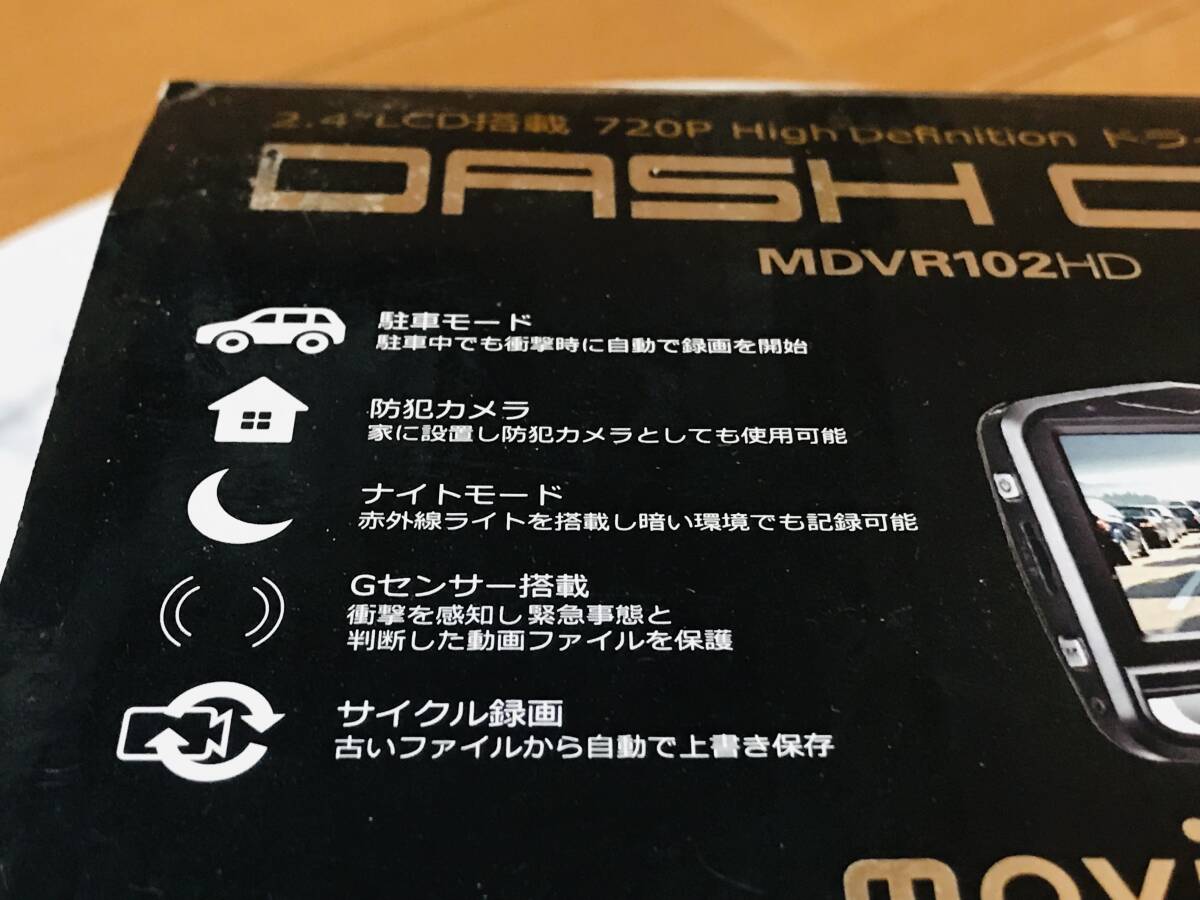 2.4"LCD搭載 720P High Definition ドラ
DASH C
MDVR102HD
駐車モード
駐車中でも衝撃時に自動で録画を開始
防犯カメラ
家に設置し防犯カメラとしても使用可能
ナイトモード
赤外線ライトを搭載し暗い環境でも記録可能
Gセンサー搭載
衝撃を感知し緊急事態と
判断した動画ファイルを保護
サイクル録画
古いファイルから自動で上書き保存
movi